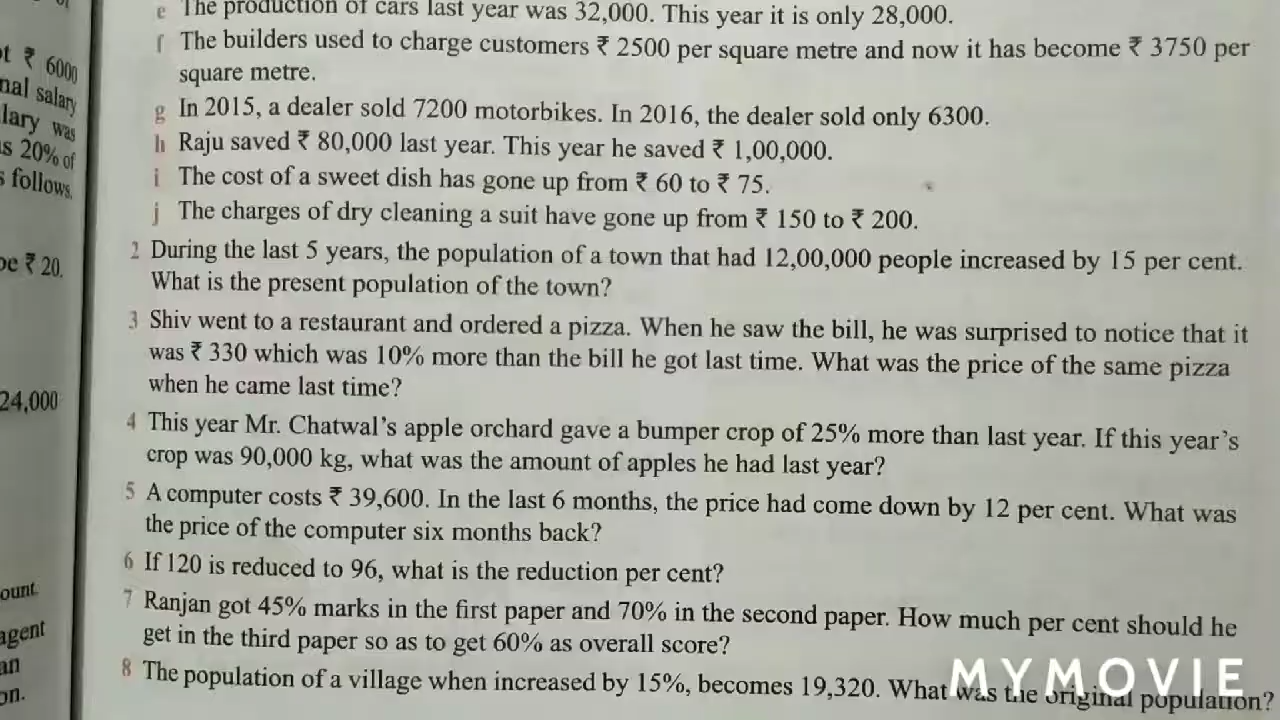 t ₹ 6000
nal salary
lary was
s 20% of
s follows.
be ₹ 20.
24,000
ount.
agent
an
on.
e The production of cars last year was 32,000. This year it is only 28,000.
f The builders used to charge customers ₹ 2500 per square metre and now it has become ₹ 3750 per
square metre.
g In 2015, a dealer sold 7200 motorbikes. In 2016, the dealer sold only 6300.
h Raju saved ₹ 80,000 last year. This year he saved ₹ 1,00,000.
i The cost of a sweet dish has gone up from ₹ 60 to ₹ 75.
j The charges of dry cleaning a suit have gone up from ₹ 150 to ₹ 200.
2 During the last 5 years, the population of a town that had 12,00,000 people increased by 15 per cent.
What is the present population of the town?
3 Shiv went to a restaurant and ordered a pizza. When he saw the bill, he was surprised to notice that it
was ₹ 330 which was 10% more than the bill he got last time. What was the price of the same pizza
when he came last time?
4 This year Mr. Chatwal's apple orchard gave a bumper crop of 25% more than last year. If this year's
crop was 90,000 kg, what was the amount of apples he had last year?
5 A computer costs ₹ 39,600. In the last 6 months, the price had come down by 12 per cent. What was
the price of the computer six months back?
6 If 120 is reduced to 96, what is the reduction per cent?
7 Ranjan got 45% marks in the first paper and 70% in the second paper. How much per cent should he
get in the third paper so as to get 60% as overall score?
8 The population of a village when increased by 15%, becomes 19,320. What was the original population?
MYMOVIE